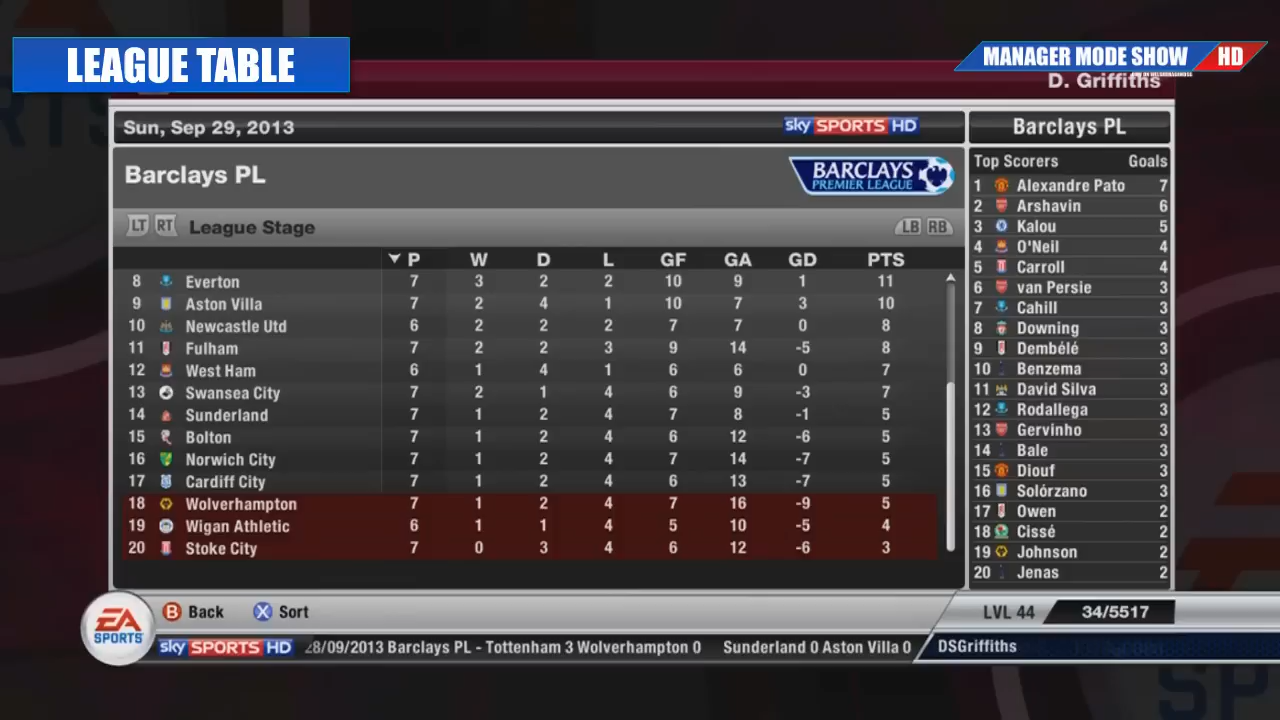 LEAGUE TABLE
MANAGER MODE SHOW HD
D. Griffiths
Sun, Sep 29, 2013
sky SPORTS HD
Barclays PL
Barclays PL
BARCLAYS
PREMIER LEAGUE
LT RT League Stage LB RB
P W D L GF GA GD PTS
8 Everton 7 3 2 2 10 9 1 11
9 Aston Villa 7 2 4 1 10 7 3 10
10 Newcastle Utd 6 2 2 2 7 7 0 8
11 Fulham 7 2 2 3 9 14 -5 8
12 West Ham 6 1 4 1 6 6 0 7
13 Swansea City 7 2 1 4 6 9 -3 7
14 Sunderland 7 1 2 4 7 8 -1 5
15 Bolton 7 1 2 4 6 12 -6 5
16 Norwich City 7 1 2 4 7 14 -7 5
17 Cardiff City 7 1 2 4 6 13 -7 5
18 Wolverhampton 7 1 2 4 7 16 -9 5
19 Wigan Athletic 6 1 1 4 5 10 -5 4
20 Stoke City 7 0 3 4 6 12 -6 3
Top Scorers Goals
1 Alexandre Pato 7
2 Arshavin 6
3 Kalou 5
4 O'Neil 4
5 Carroll 4
6 van Persie 3
7 Cahill 3
8 Downing 3
9 Dembélé 3
10 Benzema 3
11 David Silva 3
12 Rodallega 3
13 Gervinho 3
14 Bale 3
15 Diouf 3
16 Solórzano 3
17 Owen 2
18 Cissé 2
19 Johnson 2
20 Jenas 2
B Back X Sort
LVL 44 34/5517
EA
SPORTS
sky SPORTS HD 28/09/2013 Barclays PL - Tottenham 3 Wolverhampton 0 Sunderland 0 Aston Villa 0
DSGriffiths